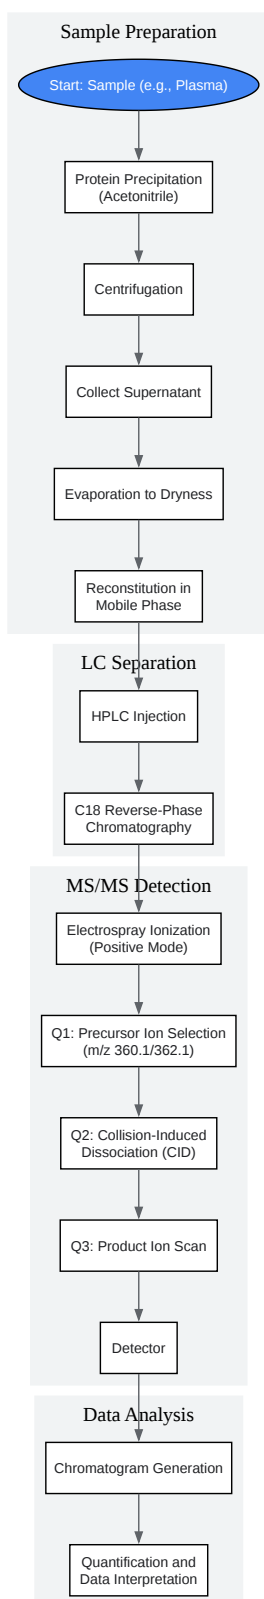 Sample Preparation
Start: Sample (e.g., Plasma)
Protein Precipitation
(Acetonitrile)
Centrifugation
Collect Supernatant
Evaporation to Dryness
Reconstitution in
Mobile Phase
LC Separation
HPLC Injection
C18 Reverse-Phase
Chromatography
MS/MS Detection
Electrospray Ionization
(Positive Mode)
Q1: Precursor Ion Selection
(m/z 360.1/362.1)
Q2: Collision-Induced
Dissociation (CID)
Q3: Product Ion Scan
Detector
Data Analysis
Chromatogram Generation
Quantification and
Data Interpretation